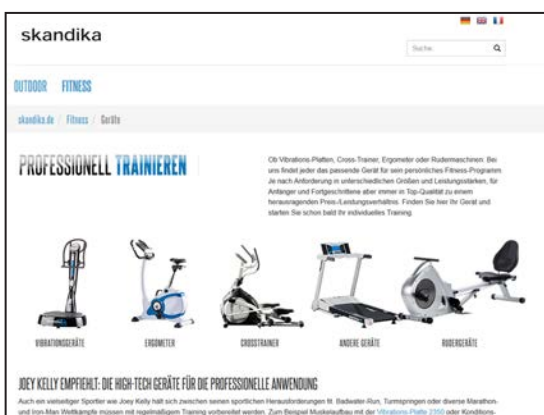 skandika
Suche
OUTDOOR FITNESS
skandika.de / Fitness / Geräte
PROFESSIONELL TRAINIEREN
Ob Vibrations-Platten, Cross-Trainer, Ergometer oder Rudermaschinen. Bei
uns findet jeder das passende Gerät für sein persönliches Fitness-Programm
Je nach Anforderung in unterschiedlichen Größen und Leistungsstärken, für
Anfänger und Fortgeschrittene aber immer in Top-Qualität zu einem
herausragenden Preis-/Leistungsverhältnis. Finden Sie hier Ihr Gerät und
starten Sie schon bald Ihr individuelles Training.
VIBRATIONSGERÄTE ERGOMETER CROSSTRAINER ANDERE GERÄTE RUDERGERÄTE
JOEY KELLY EMPFIEHLT: DIE HIGH-TECH GERÄTE FÜR DIE PROFESSIONELLE ANWENDUNG
Auch ein vielseitiger Sportler wie Joey Kelly hält sich zwischen seinen sportlichen Herausforderungen fit. Badwater-Run, Turmspringen oder diverse Marathon-
und Iron-Man Wettkämpfe müssen mit regelmäßigem Training vorbereitet werden. Zum Beispiel Muskelaufbau mit der Vibrations-Platte 2350 oder Konditions-